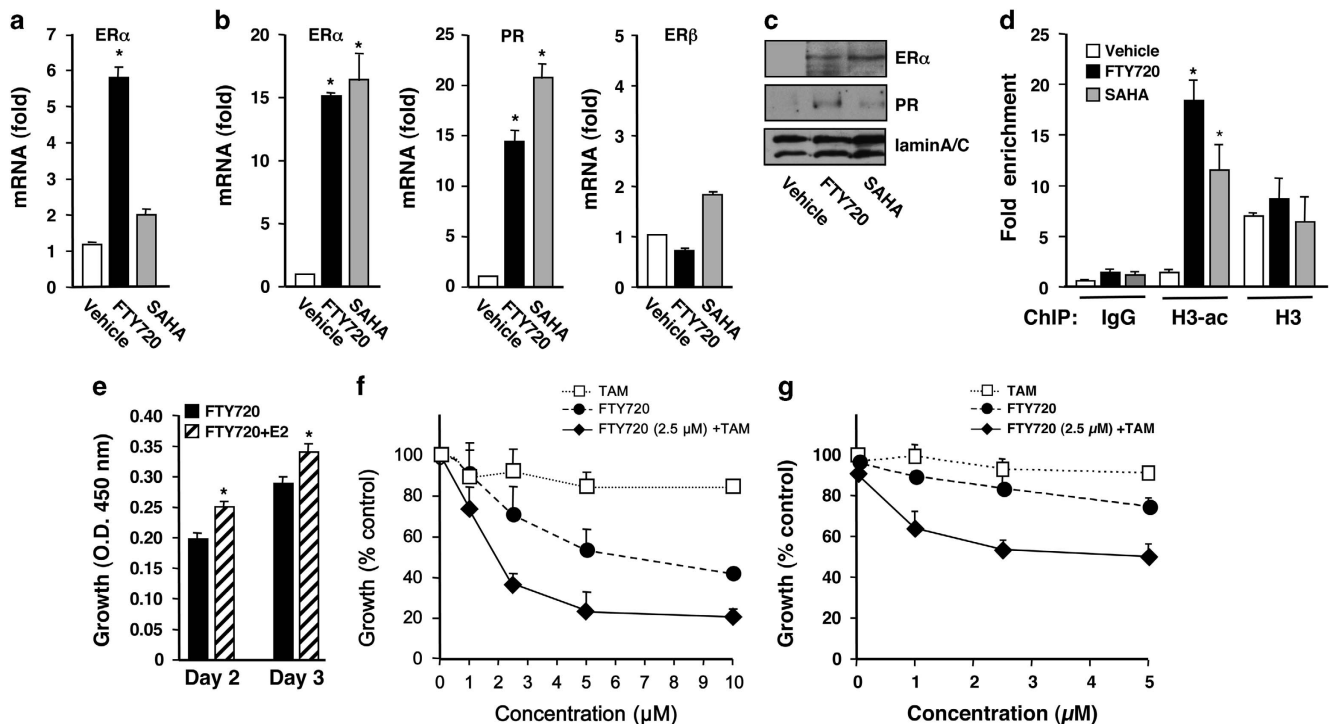 a
ERα
mRNA (fold)
7
6
5
4
3
2
1
0
*
Vehicle
FTY720
SAHA
b
ERα
mRNA (fold)
20
15
10
5
0
*
*
Vehicle
FTY720
SAHA
PR
mRNA (fold)
25
20
15
10
5
0
*
*
Vehicle
FTY720
SAHA
ERβ
mRNA (fold)
5
4
3
2
1
0
Vehicle
FTY720
SAHA
c
ERα
PR
laminA/C
Vehicle
FTY720
SAHA
d
Vehicle
FTY720
SAHA
Fold enrichment
25
20
15
10
5
0
*
*
ChIP: IgG H3-ac H3
e
FTY720
FTY720+E2
Growth (O.D. 450 nm)
0.40
0.35
0.30
0.25
0.20
0.15
0.10
0.05
0
*
*
Day 2 Day 3
f
TAM
FTY720
FTY720 (2.5 μM) +TAM
Growth (% control)
100
80
60
40
20
0
0 1 2 3 4 5 6 7 8 9 10
Concentration (μM)
g
TAM
FTY720
FTY720 (2.5 μM) +TAM
Growth (% control)
100
80
60
40
20
0
0 1 2 3 4 5
Concentration (μM)